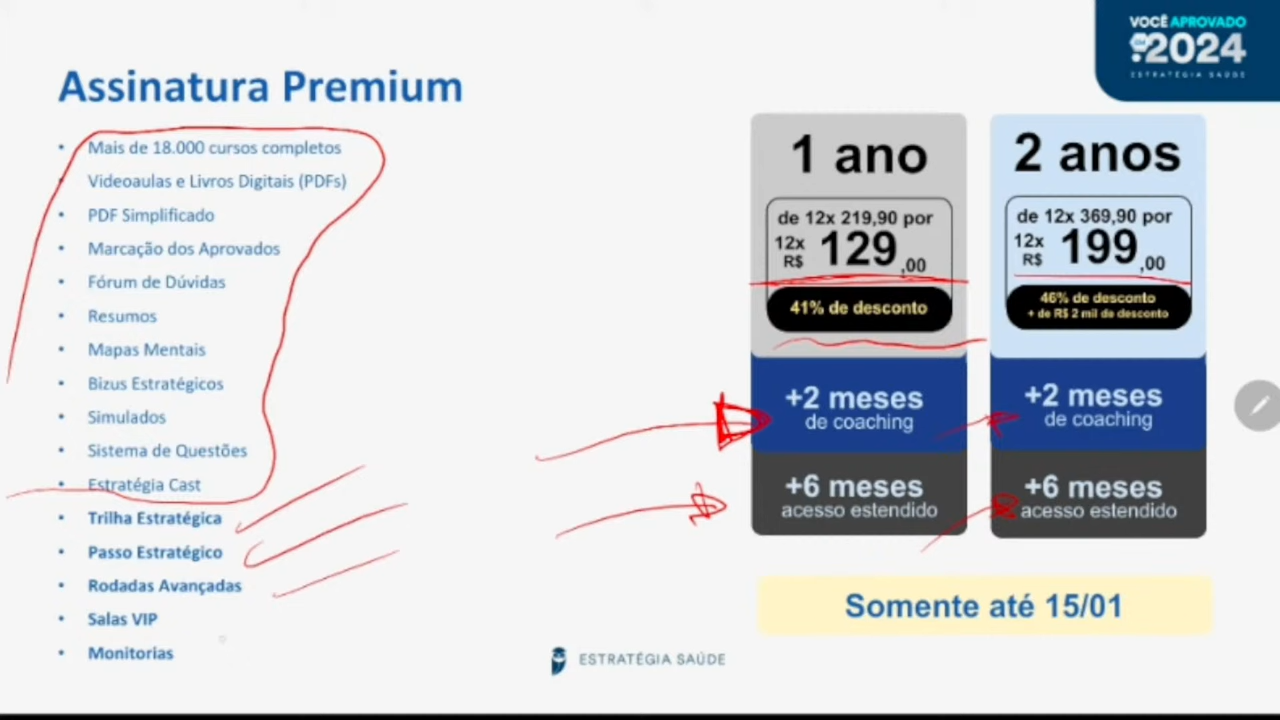 VOCÊ APROVADO
EM 2024
ESTRATÉGIA SAÚDE
Assinatura Premium
• Mais de 18.000 cursos completos
• Videoaulas e Livros Digitais (PDFs)
• PDF Simplificado
• Marcação dos Aprovados
• Fórum de Dúvidas
• Resumos
• Mapas Mentais
• Bizus Estratégicos
• Simulados
• Sistema de Questões
• Estratégia Cast
• Trilha Estratégica
• Passo Estratégico
• Rodadas Avançadas
• Salas VIP
• Monitorias
1 ano
de 12x 219,90 por
12x R$ 129,00
41% de desconto
+2 meses
de coaching
+6 meses
acesso estendido
2 anos
de 12x 369,90 por
12x R$ 199,00
46% de desconto
+ de R$ 2 mil de desconto
+2 meses
de coaching
+6 meses
acesso estendido
Somente até 15/01
ESTRATÉGIA SAÚDE